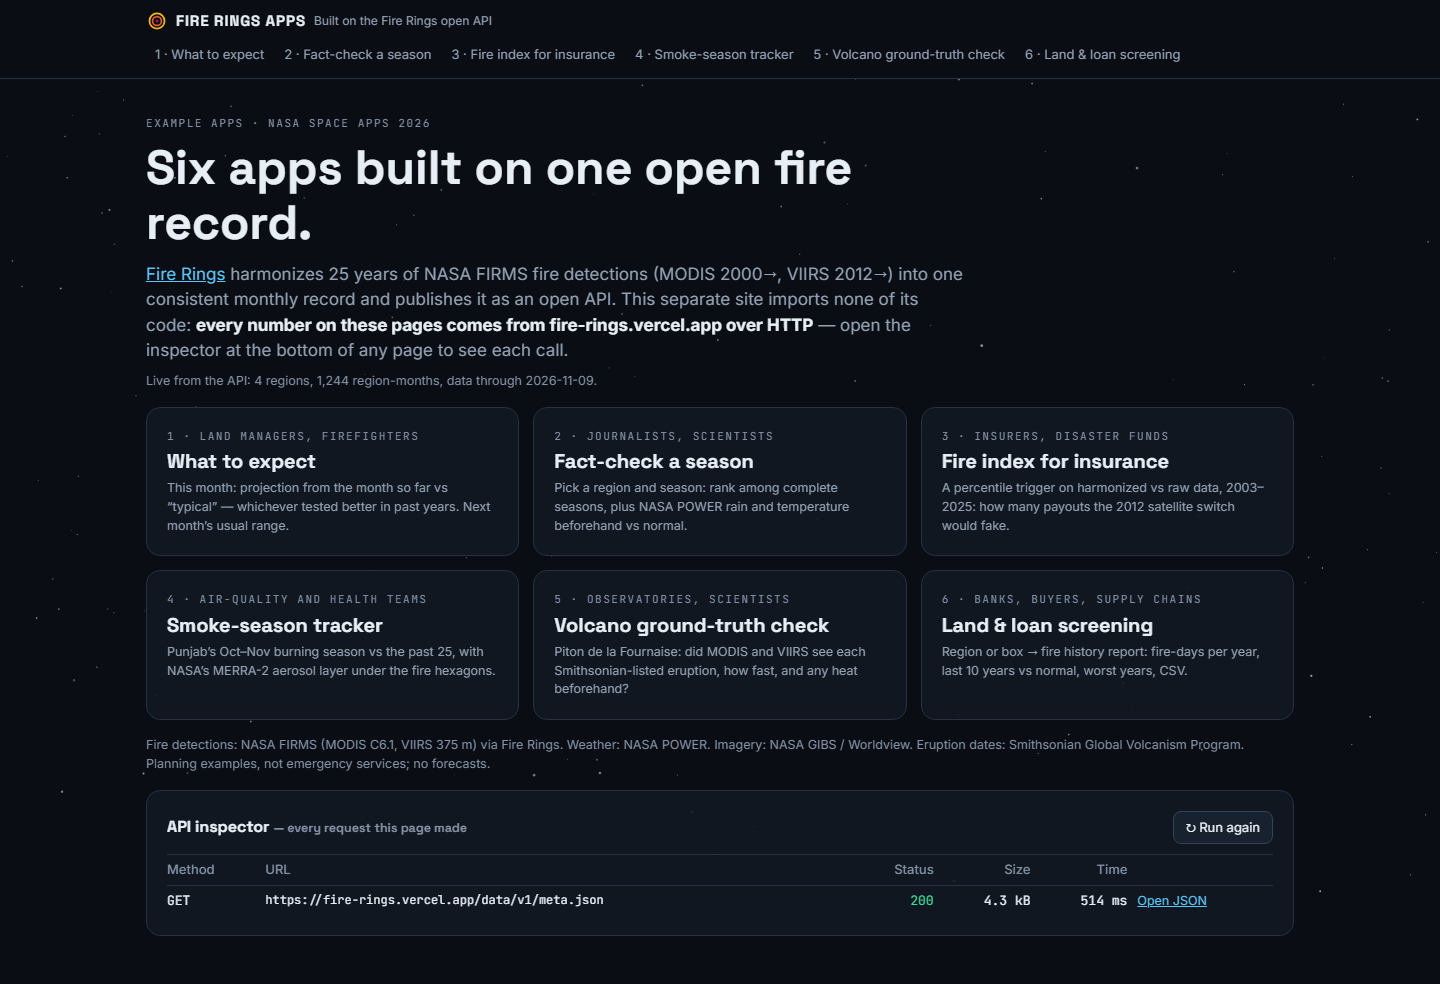 FIRE RINGS APPS Built on the Fire Rings open API
1 · What to expect 2 · Fact-check a season 3 · Fire index for insurance 4 · Smoke-season tracker 5 · Volcano ground-truth check 6 · Land & loan screening
EXAMPLE APPS · NASA SPACE APPS 2026
Six apps built on one open fire
record.
Fire Rings harmonizes 25 years of NASA FIRMS fire detections (MODIS 2000→, VIIRS 2012→) into one
consistent monthly record and publishes it as an open API. This separate site imports none of its
code: every number on these pages comes from fire-rings.vercel.app over HTTP — open the
inspector at the bottom of any page to see each call.
Live from the API: 4 regions, 1,244 region-months, data through 2026-11-09.
1 · LAND MANAGERS, FIREFIGHTERS
What to expect
This month: projection from the month so far vs
“typical” — whichever tested better in past years. Next
month’s usual range.
2 · JOURNALISTS, SCIENTISTS
Fact-check a season
Pick a region and season: rank among complete
seasons, plus NASA POWER rain and temperature
beforehand vs normal.
3 · INSURERS, DISASTER FUNDS
Fire index for insurance
A percentile trigger on harmonized vs raw data, 2003–
2025: how many payouts the 2012 satellite switch
would fake.
4 · AIR-QUALITY AND HEALTH TEAMS
Smoke-season tracker
Punjab’s Oct–Nov burning season vs the past 25, with
NASA’s MERRA-2 aerosol layer under the fire hexagons.
5 · OBSERVATORIES, SCIENTISTS
Volcano ground-truth check
Piton de la Fournaise: did MODIS and VIIRS see each
Smithsonian-listed eruption, how fast, and any heat
beforehand?
6 · BANKS, BUYERS, SUPPLY CHAINS
Land & loan screening
Region or box → fire history report: fire-days per year,
last 10 years vs normal, worst years, CSV.
Fire detections: NASA FIRMS (MODIS C6.1, VIIRS 375 m) via Fire Rings. Weather: NASA POWER. Imagery: NASA GIBS / Worldview. Eruption dates: Smithsonian Global Volcanism Program.
Planning examples, not emergency services; no forecasts.
API inspector — every request this page made
↻ Run again
Method URL Status Size Time
GET https://fire-rings.vercel.app/data/v1/meta.json 200 4.3 kB 514 ms Open JSON